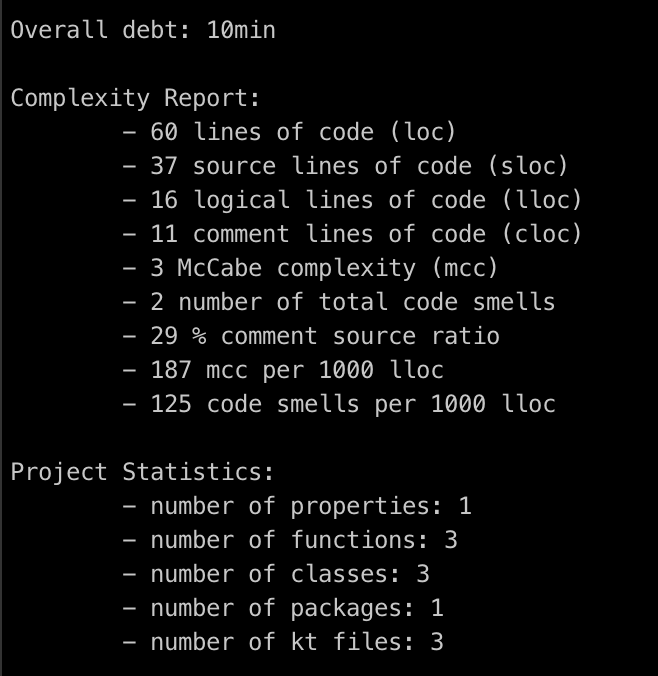 Overall debt: 10min
Complexity Report:
- 60 lines of code (loc)
- 37 source lines of code (sloc)
- 16 logical lines of code (lloc)
- 11 comment lines of code (cloc)
- 3 McCabe complexity (mcc)
- 2 number of total code smells
- 29 % comment source ratio
- 187 mcc per 1000 lloc
- 125 code smells per 1000 lloc
Project Statistics:
- number of properties: 1
- number of functions: 3
- number of classes: 3
- number of packages: 1
- number of kt files: 3